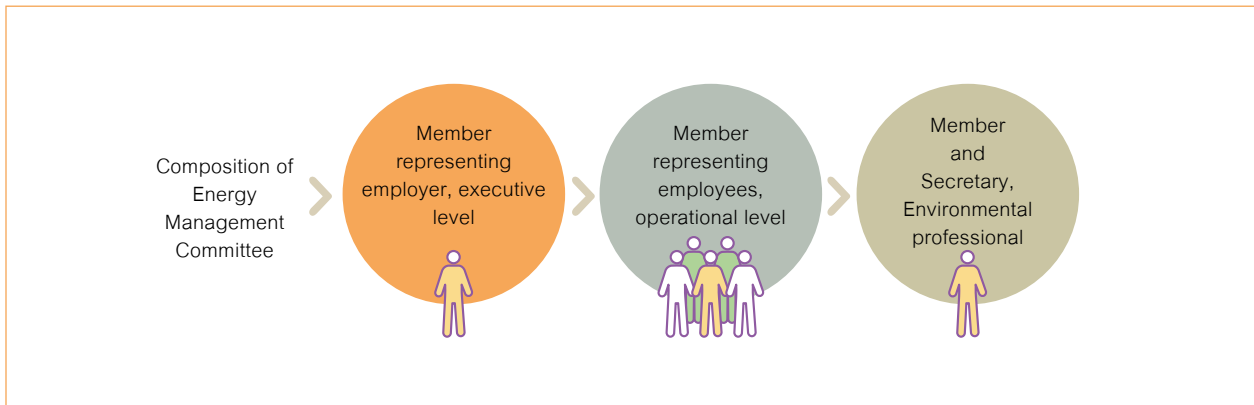 Composition of
Energy
Management
Committee
Member
representing
employer, executive
level
Member
representing
employees,
operational level
Member
and
Secretary,
Environmental
professional